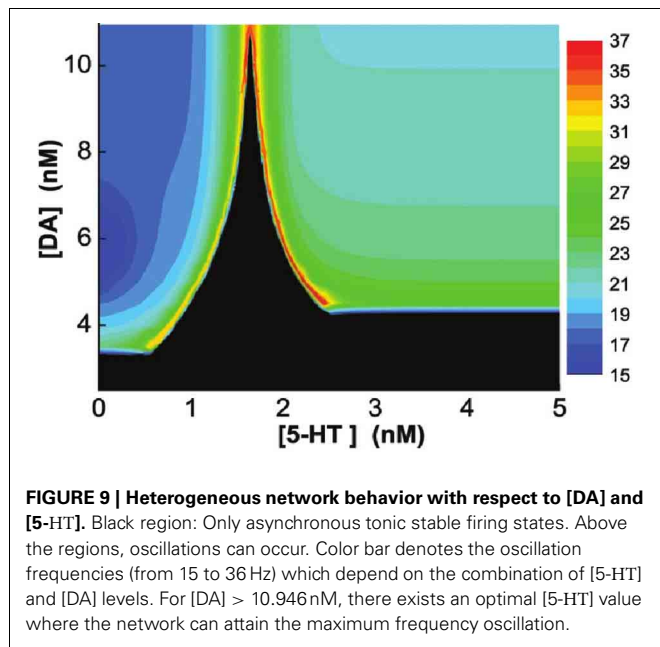 10
8
6
4
[DA] (nM)
0
1
2
3
4
5
[5-HT ] (nM)
37
35
33
31
29
27
25
23
21
19
17
15
FIGURE 9 | Heterogeneous network behavior with respect to [DA] and
[5-HT]. Black region: Only asynchronous tonic stable firing states. Above
the regions, oscillations can occur. Color bar denotes the oscillation
frequencies (from 15 to 36 Hz) which depend on the combination of [5-HT]
and [DA] levels. For [DA] > 10.946 nM, there exists an optimal [5-HT] value
where the network can attain the maximum frequency oscillation.